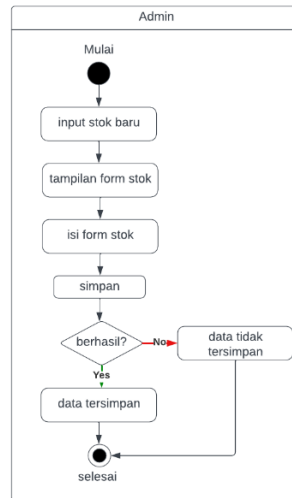 Admin
Mulai
input stok baru
tampilan form stok
isi form stok
simpan
berhasil?
No
data tidak
tersimpan
Yes
data tersimpan
selesai